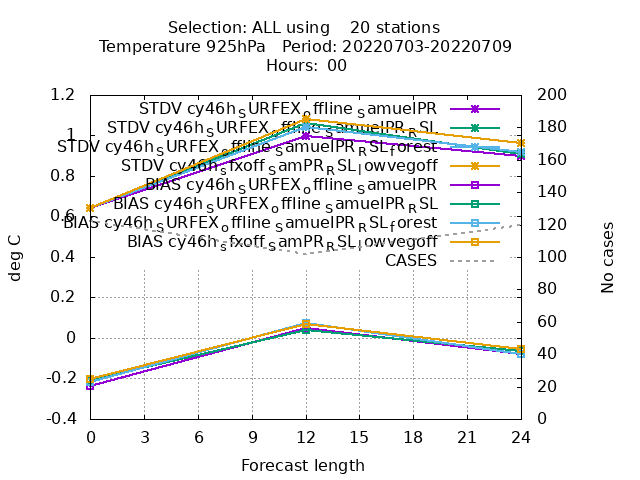 Selection: ALL using    20 stations
Temperature 925hPa   Period: 20220703-20220709
Hours:  00
1.2
1
0.8
0.6
0.4
0.2
0
-0.2
-0.4
deg C
STDV cy46h_SURFEX_offline_samuelPR
STDV cy46h_SURFEX_offline_samuelPR_RSL
STDV cy46h_SURFEX_offline_samuelPR_RSL_forest
STDV cy46h_sfxoff_samPR_RSL_lowvegoff
BIAS cy46h_SURFEX_offline_samuelPR
BIAS cy46h_SURFEX_offline_samuelPR_RSL
BIAS cy46h_SURFEX_offline_samuelPR_RSL_forest
BIAS cy46h_sfxoff_samPR_RSL_lowvegoff
CASES
200
180
160
140
120
100
80
60
40
20
0
No cases
0 3 6 9 12 15 18 21 24
Forecast length